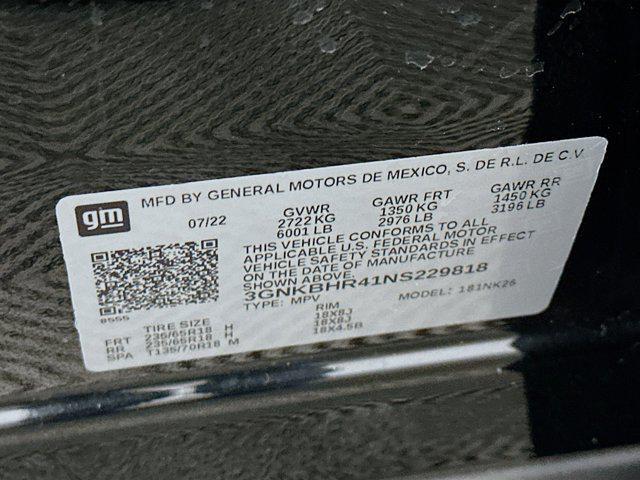 gm
MFD BY GENERAL MOTORS DE MEXICO, S. DE R.L. DE C.V
07/22 GVWR GAWR FRT GAWR RR
2722 KG 1350 KG 1450 KG
6001 LB 2976 LB 3196 LB
THIS VEHICLE CONFORMS TO ALL
APPLICABLE U.S. FEDERAL MOTOR
VEHICLE SAFETY STANDARDS IN EFFECT
ON THE DATE OF MANUFACTURE
3GNKBHR41NS229818
TYPE: MPV MODEL: 181NK26
8555
TIRE SIZE RIM
FRT 235/65R18 H 18X8J
RR 235/65R18 H 18X8J
SPA T135/70R18 M 18X4.5B